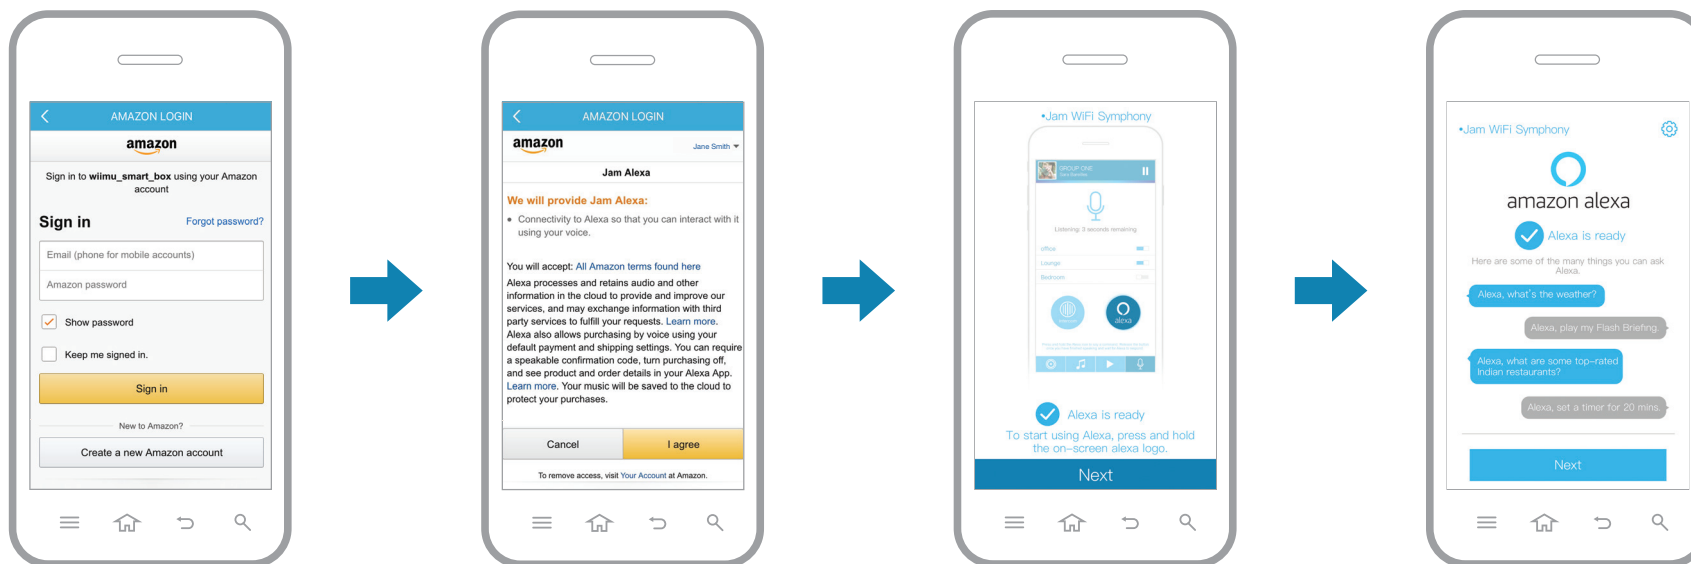 AMAZON LOGIN
amazon
Sign in to wiimu_smart_box using your Amazon
account
Sign in
Forgot password?
Email (phone for mobile accounts)
Amazon password
Show password
Keep me signed in.
Sign in
New to Amazon?
Create a new Amazon account
AMAZON LOGIN
amazon
Jane Smith
Jam Alexa
We will provide Jam Alexa:
• Connectivity to Alexa so that you can interact with it
using your voice.
You will accept: All Amazon terms found here
Alexa processes and retains audio and other
information in the cloud to provide and improve our
services, and may exchange information with third
party services to fulfill your requests. Learn more.
Alexa also allows purchasing by voice using your
default payment and shipping settings. You can require
a speakable confirmation code, turn purchasing off,
and see product and order details in your Alexa App.
Learn more. Your music will be saved to the cloud to
protect your purchases.
Cancel
I agree
To remove access, visit Your Account at Amazon.
•Jam WiFi Symphony
GROUP ONE
Listening: 3 seconds remaining
office
Lounge
Bedroom
alexa
Alexa is ready
To start using Alexa, press and hold
the on-screen alexa logo.
Next
•Jam WiFi Symphony
amazon alexa
Alexa is ready
Here are some of the many things you can ask
Alexa.
Alexa, what's the weather?
Alexa, play my Flash Briefing.
Alexa, what are some top-rated
Indian restaurants?
Alexa, set a timer for 20 mins.
Next